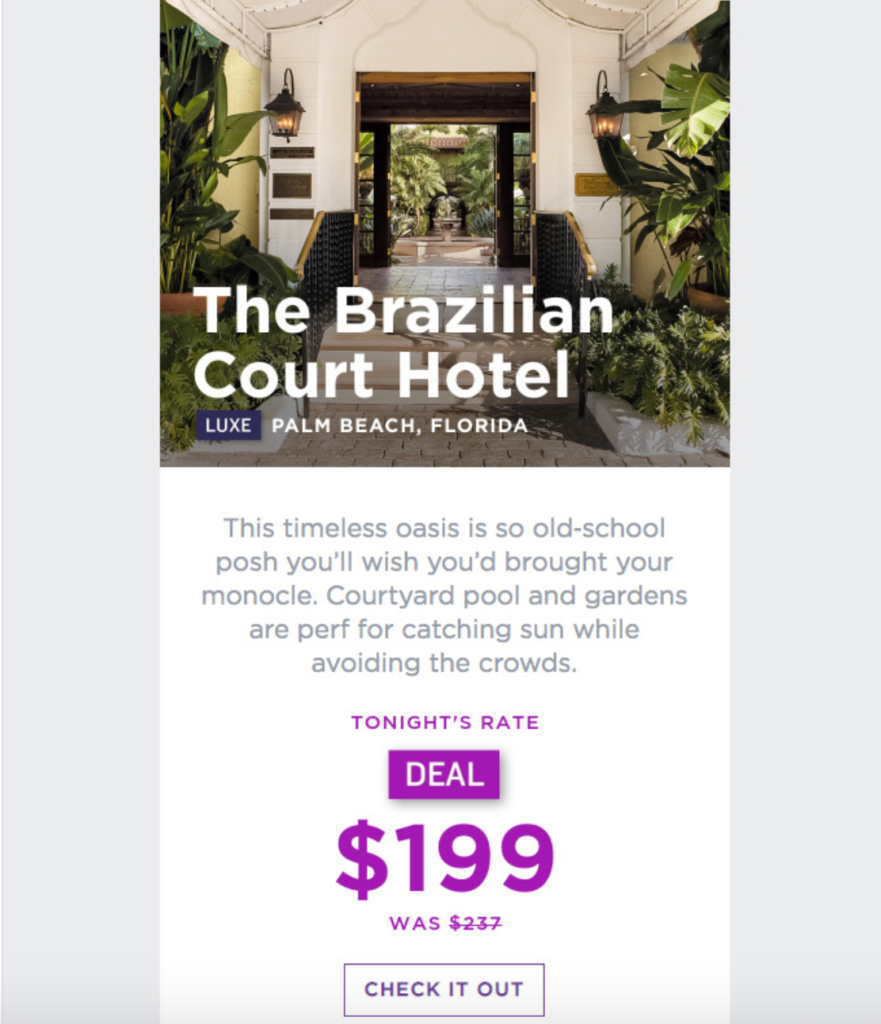 The Brazilian
Court Hotel
LUXE PALM BEACH, FLORIDA
This timeless oasis is so old-school
posh you’ll wish you’d brought your
monocle. Courtyard pool and gardens
are perf for catching sun while
avoiding the crowds.
TONIGHT'S RATE
DEAL
$199
WAS $237
CHECK IT OUT